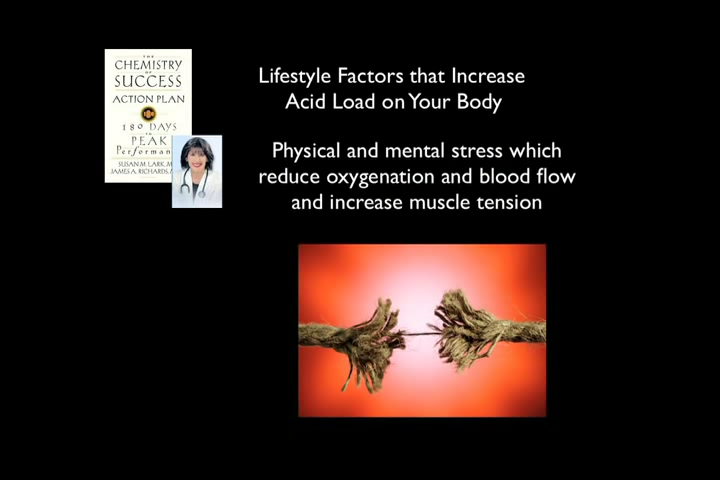 THE
CHEMISTRY
OF
SUCCESS
ACTION PLAN
180 DAYS
TO
PEAK
Performan
SUSAN M. LARK, M
JAMES A. RICHARDS,
Lifestyle Factors that Increase
Acid Load on Your Body
Physical and mental stress which
reduce oxygenation and blood flow
and increase muscle tension